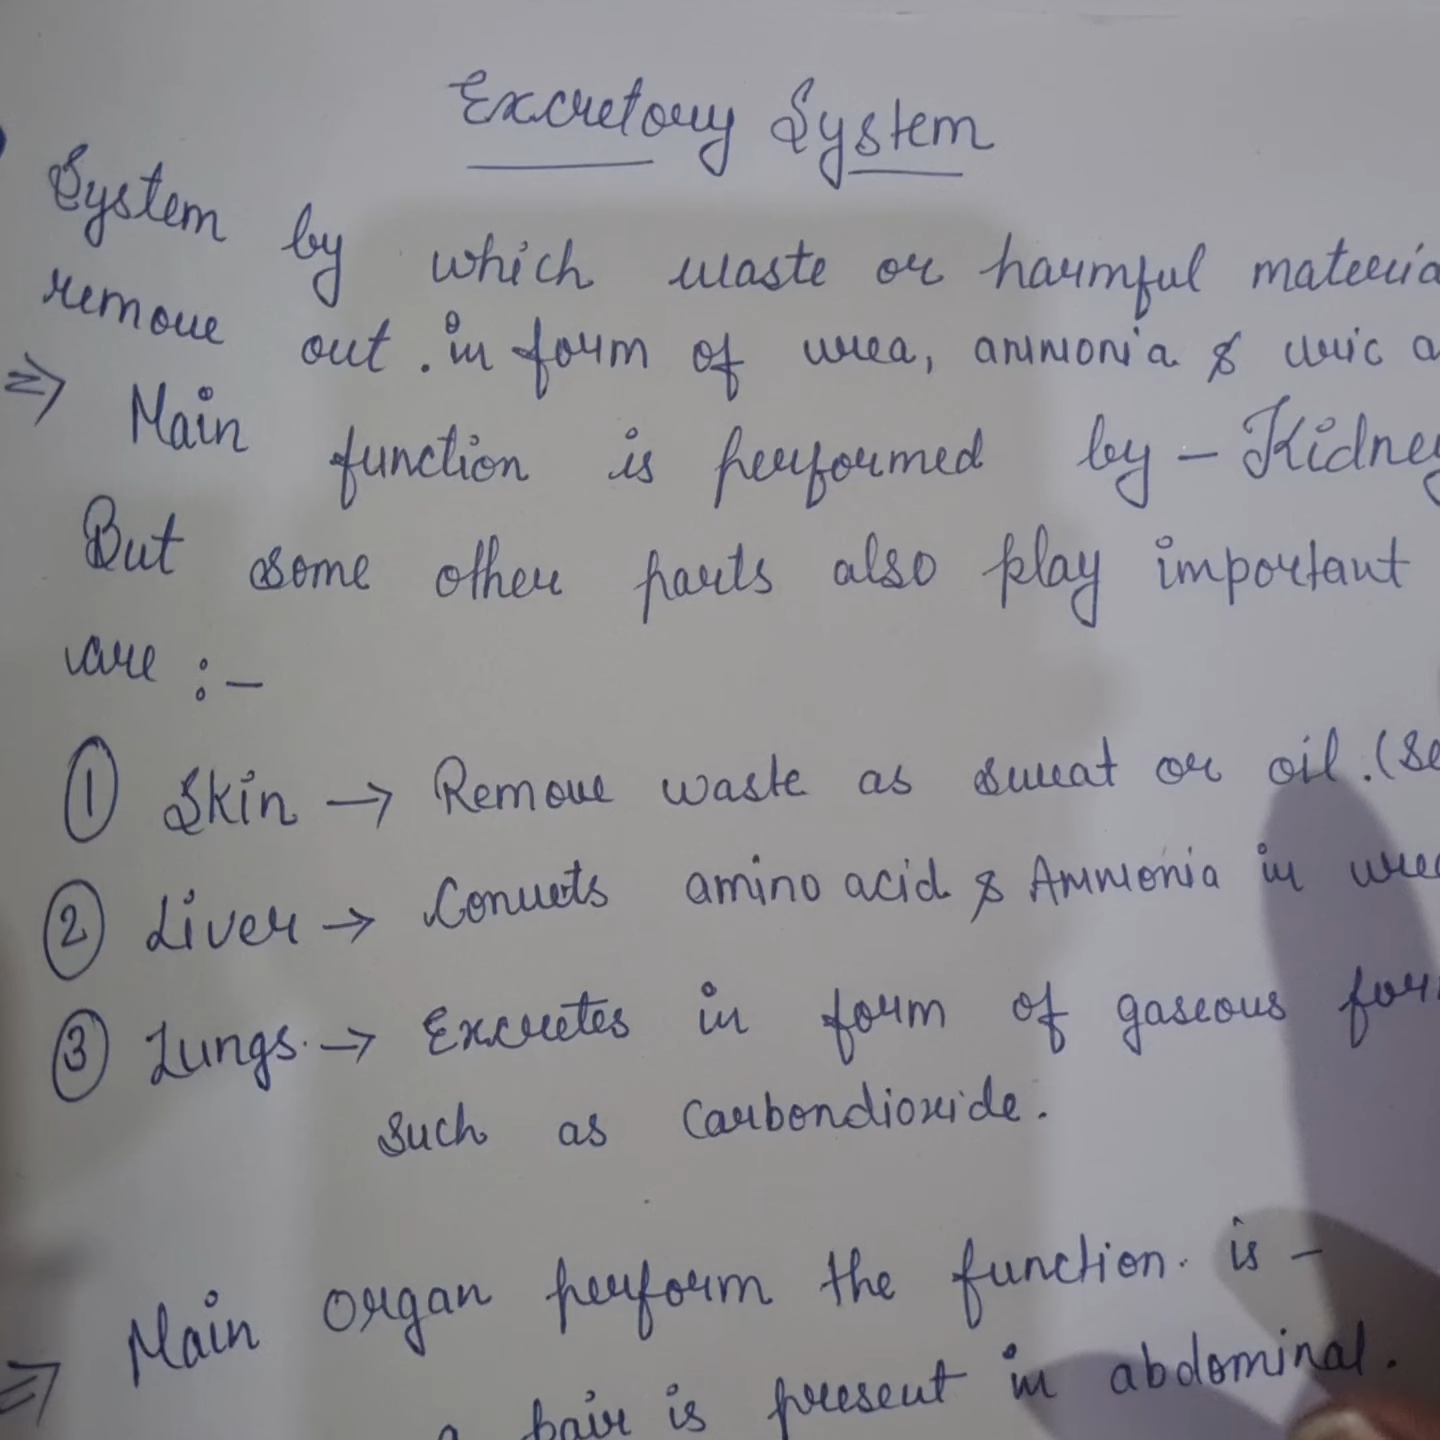 Excretory System
System by which waste or harmful materia
remove out. in form of urea, ammonia & uric a
⇒ Main function is performed by - Kidney
But some other parts also play important
are :-
① Skin → Remove waste as sweat or oil. (Se
② Liver → Converts amino acid & Ammonia in urea
③ Lungs. → Excretes in form of gaseous form
such as Carbondioxide.
⇒ Main organ perform the function. is -
a pair is present in abdominal.